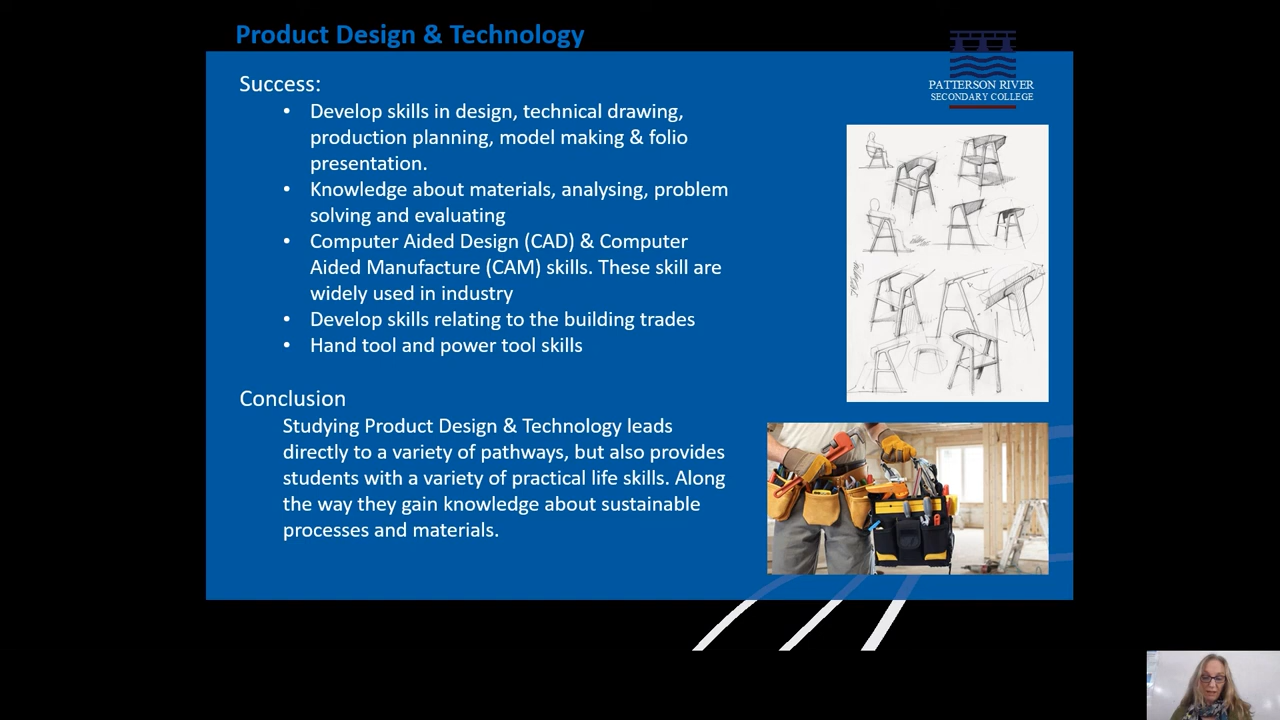 Product Design & Technology
PATTERSON RIVER
SECONDARY COLLEGE
Success:
• Develop skills in design, technical drawing,
production planning, model making & folio
presentation.
• Knowledge about materials, analysing, problem
solving and evaluating
• Computer Aided Design (CAD) & Computer
Aided Manufacture (CAM) skills. These skill are
widely used in industry
• Develop skills relating to the building trades
• Hand tool and power tool skills
Conclusion
Studying Product Design & Technology leads
directly to a variety of pathways, but also provides
students with a variety of practical life skills. Along
the way they gain knowledge about sustainable
processes and materials.